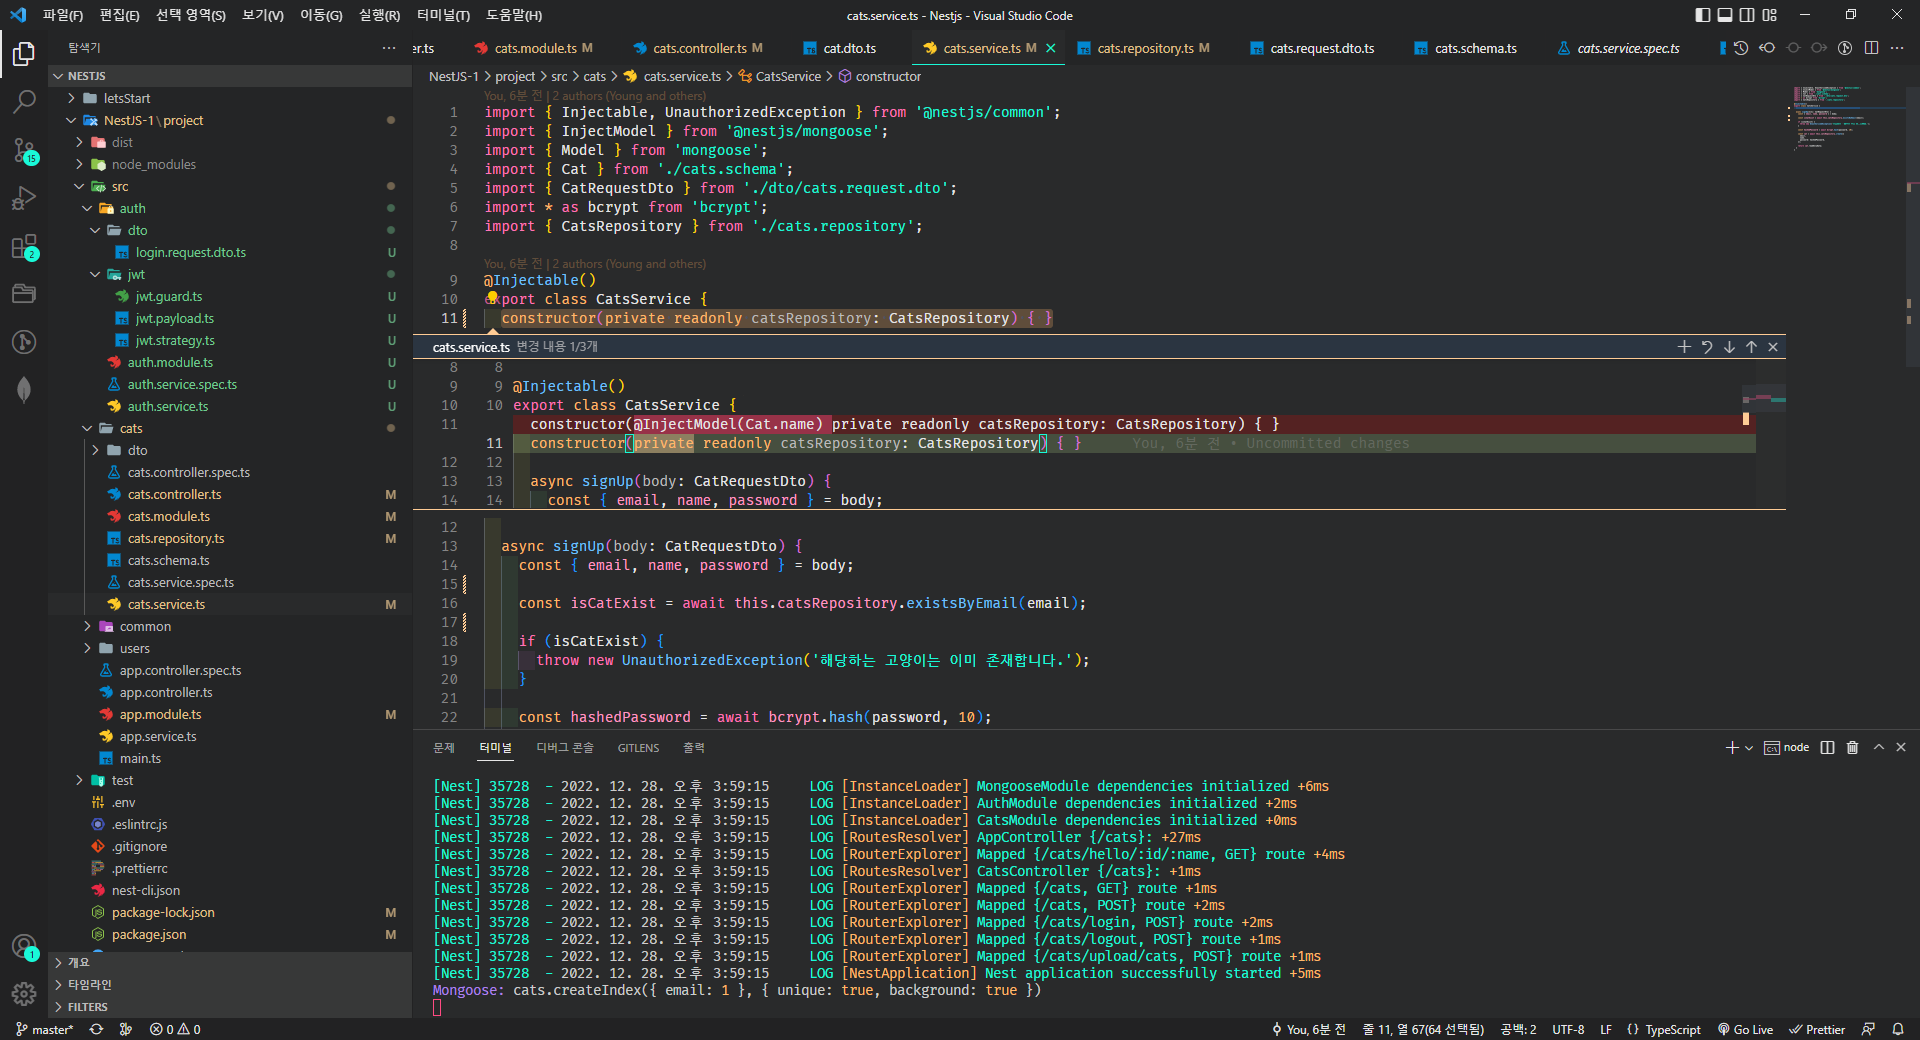 파일(F) 편집(E) 선택 영역(S) 보기(V) 이동(G) 실행(R) 터미널(T) 도움말(H)
cats.service.ts - Nestjs - Visual Studio Code
탐색기
er.ts cats.module.ts M cats.controller.ts M cat.dto.ts cats.service.ts M cats.repository.ts M cats.request.dto.ts cats.schema.ts cats.service.spec.ts
NestJS-1 > project > src > cats > cats.service.ts > CatsService > constructor
NESTJS
letsStart
NestJS-1\project
dist
node_modules
src
auth
dto
login.request.dto.ts U
jwt
jwt.guard.ts U
jwt.payload.ts U
jwt.strategy.ts U
auth.module.ts U
auth.service.spec.ts U
auth.service.ts U
cats
dto
cats.controller.spec.ts
cats.controller.ts M
cats.module.ts M
cats.repository.ts M
cats.schema.ts
cats.service.spec.ts
cats.service.ts M
common
users
app.controller.spec.ts
app.controller.ts
app.module.ts M
app.service.ts
main.ts
test
.env
.eslintrc.js
.gitignore
.prettierrc
nest-cli.json
package-lock.json M
package.json M
개요
타임라인
FILTERS
15
2
1
You, 6분 전 | 2 authors (Young and others)
1 import { Injectable, UnauthorizedException } from '@nestjs/common';
2 import { InjectModel } from '@nestjs/mongoose';
3 import { Model } from 'mongoose';
4 import { Cat } from './cats.schema';
5 import { CatRequestDto } from './dto/cats.request.dto';
6 import * as bcrypt from 'bcrypt';
7 import { CatsRepository } from './cats.repository';
8
You, 6분 전 | 2 authors (Young and others)
9 @Injectable()
10 export class CatsService {
11 constructor(private readonly catsRepository: CatsRepository) { }
cats.service.ts 변경 내용 1/3개
8 8
9 9 @Injectable()
10 10 export class CatsService {
11 constructor(@InjectModel(Cat.name) private readonly catsRepository: CatsRepository) { }
11 constructor(private readonly catsRepository: CatsRepository) { } You, 6분 전 • Uncommitted changes
12 12
13 13 async signUp(body: CatRequestDto) {
14 14 const { email, name, password } = body;
12
13 async signUp(body: CatRequestDto) {
14 const { email, name, password } = body;
15
16 const isCatExist = await this.catsRepository.existsByEmail(email);
17
18 if (isCatExist) {
19 throw new UnauthorizedException('해당하는 고양이는 이미 존재합니다.');
20 }
21
22 const hashedPassword = await bcrypt.hash(password, 10);
문제 터미널 디버그 콘솔 GITLENS 출력
node
[Nest] 35728 - 2022. 12. 28. 오후 3:59:15 LOG [InstanceLoader] MongooseModule dependencies initialized +6ms
[Nest] 35728 - 2022. 12. 28. 오후 3:59:15 LOG [InstanceLoader] AuthModule dependencies initialized +2ms
[Nest] 35728 - 2022. 12. 28. 오후 3:59:15 LOG [InstanceLoader] CatsModule dependencies initialized +0ms
[Nest] 35728 - 2022. 12. 28. 오후 3:59:15 LOG [RoutesResolver] AppController {/cats}: +27ms
[Nest] 35728 - 2022. 12. 28. 오후 3:59:15 LOG [RouterExplorer] Mapped {/cats/hello/:id/:name, GET} route +4ms
[Nest] 35728 - 2022. 12. 28. 오후 3:59:15 LOG [RoutesResolver] CatsController {/cats}: +1ms
[Nest] 35728 - 2022. 12. 28. 오후 3:59:15 LOG [RouterExplorer] Mapped {/cats, GET} route +1ms
[Nest] 35728 - 2022. 12. 28. 오후 3:59:15 LOG [RouterExplorer] Mapped {/cats, POST} route +2ms
[Nest] 35728 - 2022. 12. 28. 오후 3:59:15 LOG [RouterExplorer] Mapped {/cats/login, POST} route +2ms
[Nest] 35728 - 2022. 12. 28. 오후 3:59:15 LOG [RouterExplorer] Mapped {/cats/logout, POST} route +1ms
[Nest] 35728 - 2022. 12. 28. 오후 3:59:15 LOG [RouterExplorer] Mapped {/cats/upload/cats, POST} route +1ms
[Nest] 35728 - 2022. 12. 28. 오후 3:59:15 LOG [NestApplication] Nest application successfully started +5ms
Mongoose: cats.createIndex({ email: 1 }, { unique: true, background: true })
master* 0 0 You, 6분 전 줄 11, 열 67(64 선택됨) 공백: 2 UTF-8 LF {} TypeScript Go Live Prettier